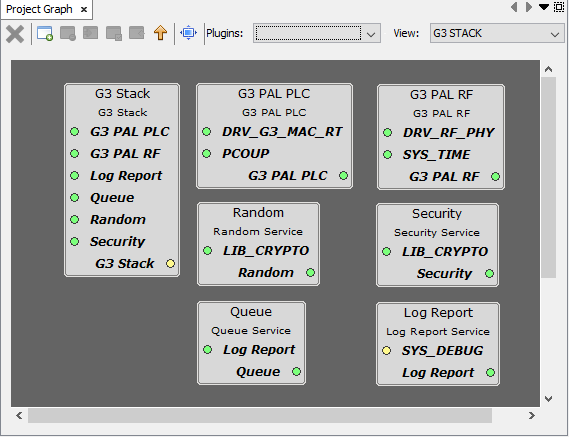 Project Graph
Plugins:
View:
G3 STACK
G3 Stack
G3 Stack
G3 PAL PLC
G3 PAL RF
Log Report
Queue
Random
Security
G3 Stack
G3 PAL PLC
G3 PAL PLC
DRV_G3_MAC_RT
PCOUP
G3 PAL PLC
G3 PAL RF
G3 PAL RF
DRV_RF_PHY
SYS_TIME
G3 PAL RF
Random
Random Service
LIB_CRYPTO
Random
Security
Security Service
LIB_CRYPTO
Security
Queue
Queue Service
Log Report
Queue
Log Report
Log Report Service
SYS_DEBUG
Log Report